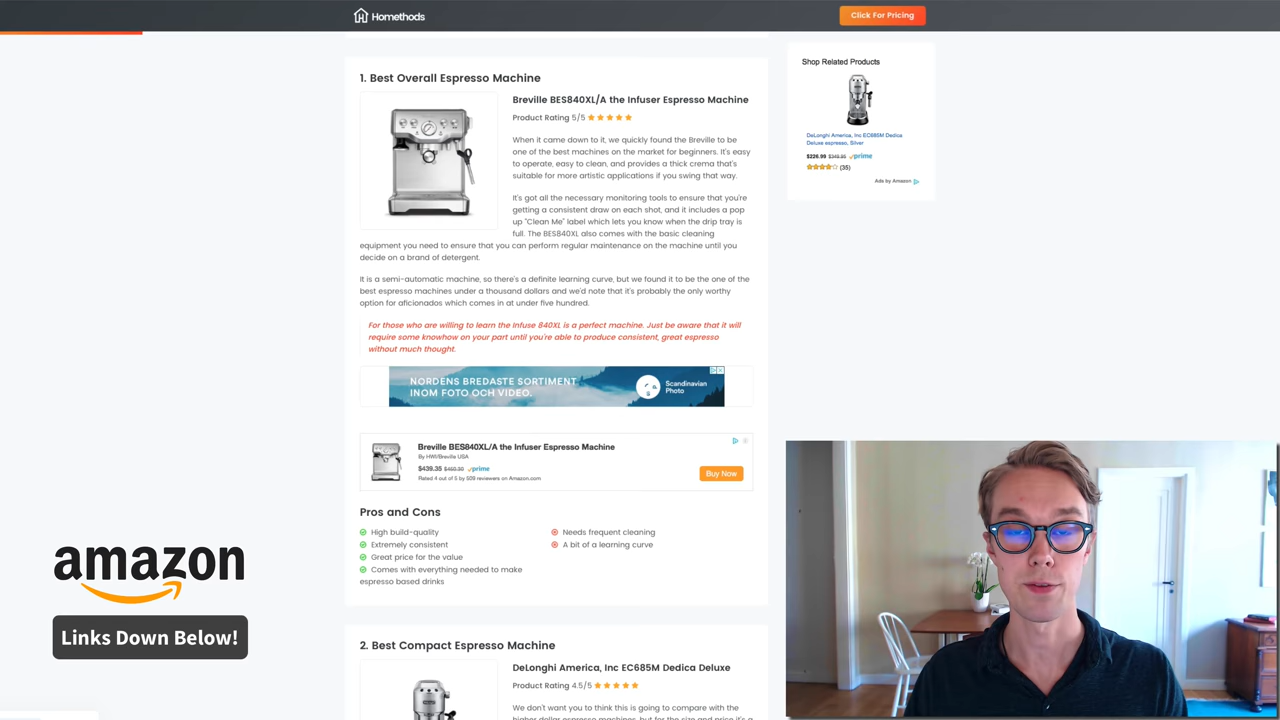 Homethods
Click For Pricing
1. Best Overall Espresso Machine
Breville BES840XL/A the Infuser Espresso Machine
Product Rating 5/5
When it came down to it, we quickly found the Breville to be
one of the best machines on the market for beginners. It's easy
to operate, easy to clean, and provides a thick crema that's
suitable for more artistic applications if you swing that way.
It's got all the necessary monitoring tools to ensure that you're
getting a consistent draw on each shot, and it includes a pop
up "Clean Me" label which lets you know when the drip tray is
full. The BES840XL also comes with the basic cleaning
equipment you need to ensure that you can perform regular maintenance on the machine until you
decide on a brand of detergent.
It is a semi-automatic machine, so there's a definite learning curve, but we found it to be the one of the
best espresso machines under a thousand dollars and we'd note that it's probably the only worthy
option for aficionados which comes in at under five hundred.
For those who are willing to learn the Infuse 840XL is a perfect machine. Just be aware that it will
require some knowhow on your part until you're able to produce consistent, great espresso
without much thought.
NORDENS BREDASTE SORTIMENT
INOM FOTO OCH VIDEO.
Scandinavian
Photo
Breville BES840XL/A the Infuser Espresso Machine
By HWI/Breville USA
$439.35 $460.30 prime
Rated 4 out of 5 by 509 reviewers on Amazon.com
Buy Now
Pros and Cons
High build-quality
Extremely consistent
Great price for the value
Comes with everything needed to make
espresso based drinks
Needs frequent cleaning
A bit of a learning curve
2. Best Compact Espresso Machine
DeLonghi America, Inc EC685M Dedica Deluxe
Product Rating 4.5/5
We don't want you to think this is going to compare with the
higher dollar espresso machines, but for the size and price it's a
Shop Related Products
DeLonghi America, Inc EC685M Dedica
Deluxe espresso, Silver
$226.99 $349.95 prime
(35)
Ads by Amazon
amazon
Links Down Below!